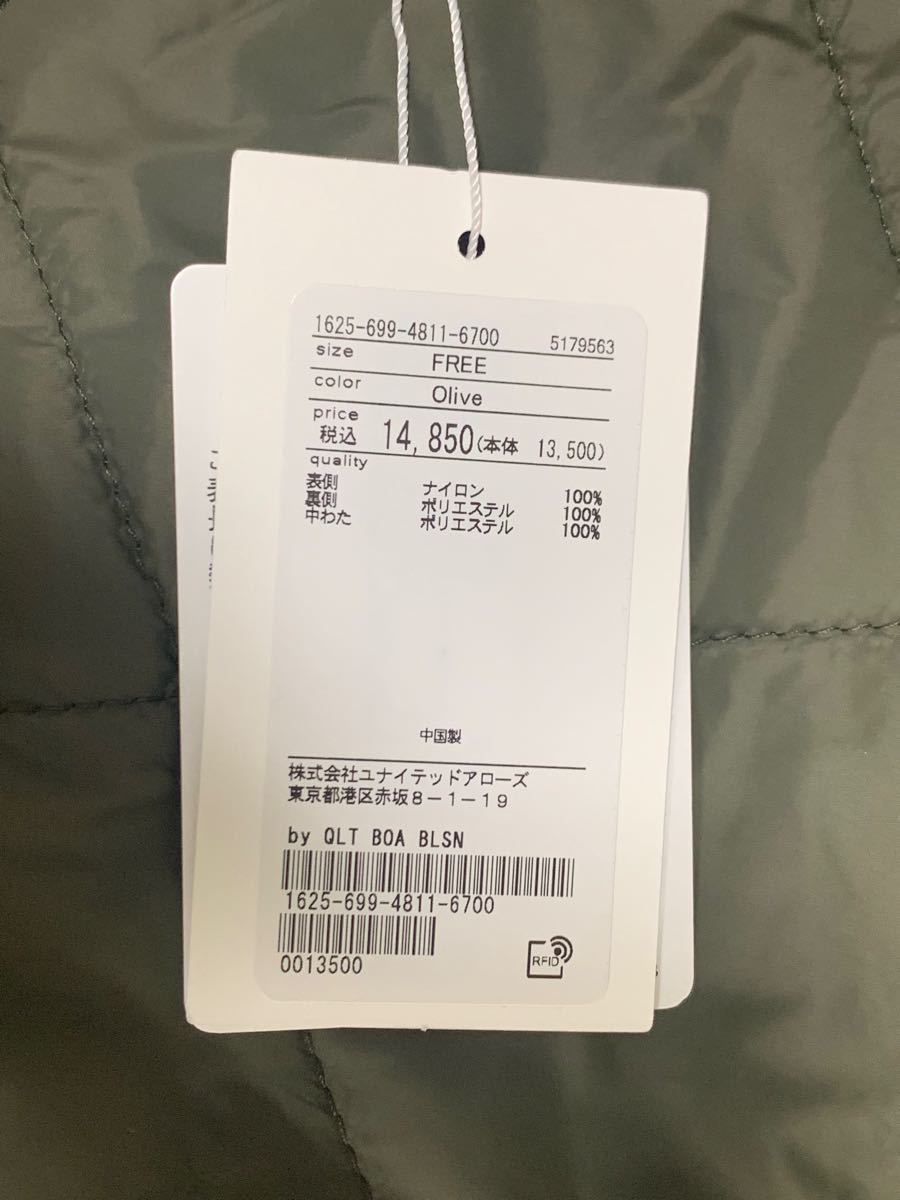 1625-699-4811-6700 5179563
size FREE
color Olive
price
税込 14,850(本体 13,500)
quality
表側 ナイロン 100%
裏側 ポリエステル 100%
中わた ポリエステル 100%
中国製
株式会社ユナイテッドアローズ
東京都港区赤坂8-1-19
by QLT BOA BLSN
1625-699-4811-6700
0013500
RFID